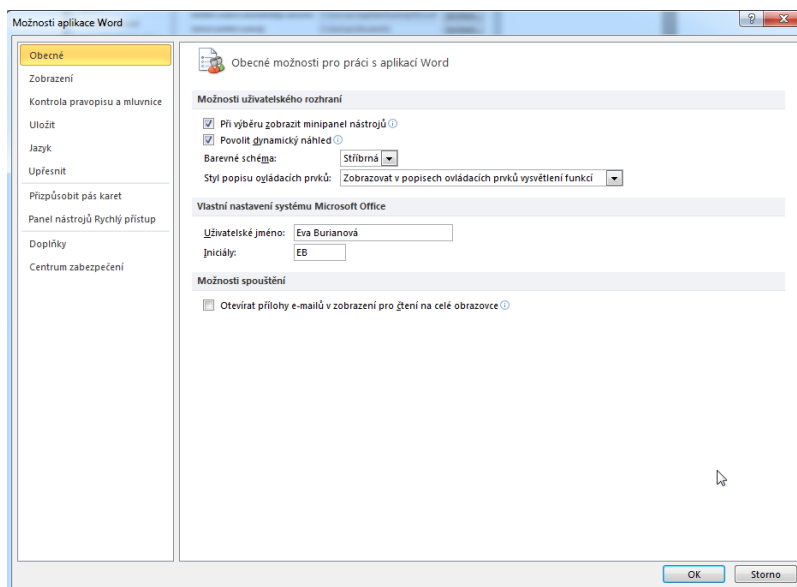 Možnosti aplikace Word
Obecné
Zobrazení
Kontrola pravopisu a mluvnice
Uložit
Jazyk
Upřesnit
Přizpůsobit pás karet
Panel nástrojů Rychlý přístup
Doplňky
Centrum zabezpečení
Obecné možnosti pro práci s aplikací Word
Možnosti uživatelského rozhraní
Při výběru zobrazit minipanel nástrojů
Povolit dynamický náhled
Barevné schéma: Stříbrná
Styl popisu ovládacích prvků: Zobrazovat v popisech ovládacích prvků vysvětlení funkcí
Vlastní nastavení systému Microsoft Office
Uživatelské jméno: Eva Burianová
Iniciály: EB
Možnosti spouštění
Otevírat přílohy e-mailů v zobrazení pro čtení na celé obrazovce
OK Storno